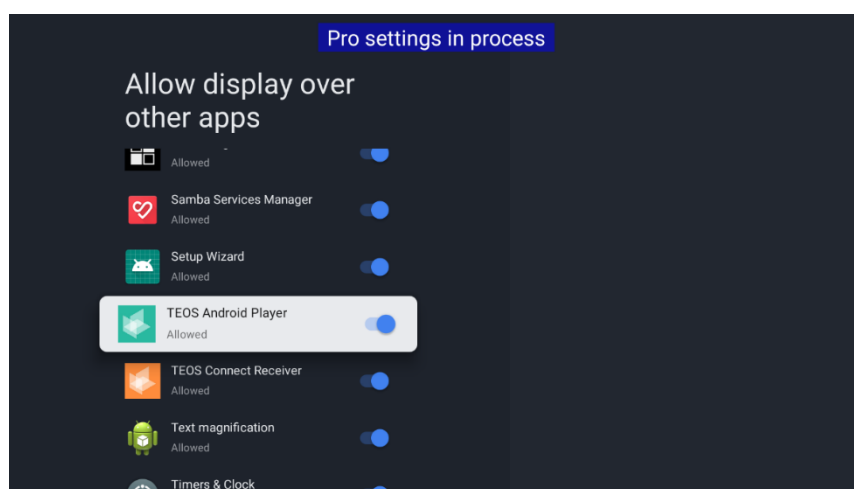 Pro settings in process
Allow display over
other apps
Allowed
Samba Services Manager
Allowed
Setup Wizard
Allowed
TEOS Android Player
Allowed
TEOS Connect Receiver
Allowed
Text magnification
Allowed
Timers & Clock